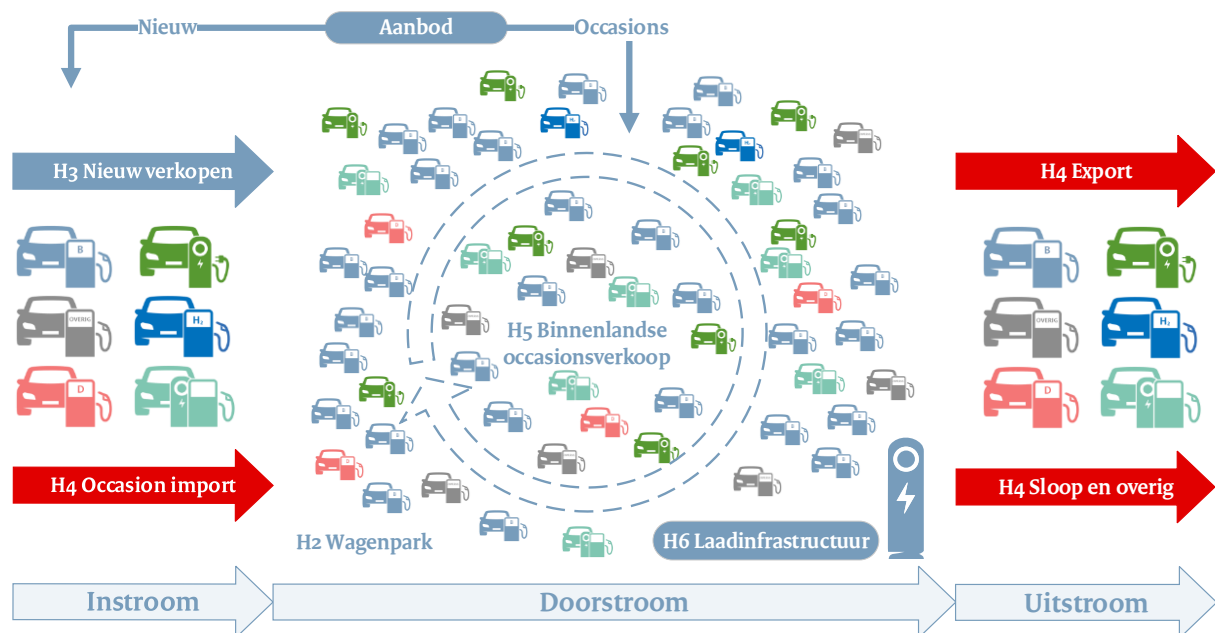 Nieuw
Aanbod
Occasions
H3 Nieuw verkopen
H4 Export
B
OVERIG
H₂
D
B
OVERIG
H₂
D
H5 Binnenlandse
occasionsverkoop
H4 Occasion import
H4 Sloop en overig
H2 Wagenpark
H6 Laadinfrastructuur
Instroom
Doorstroom
Uitstroom